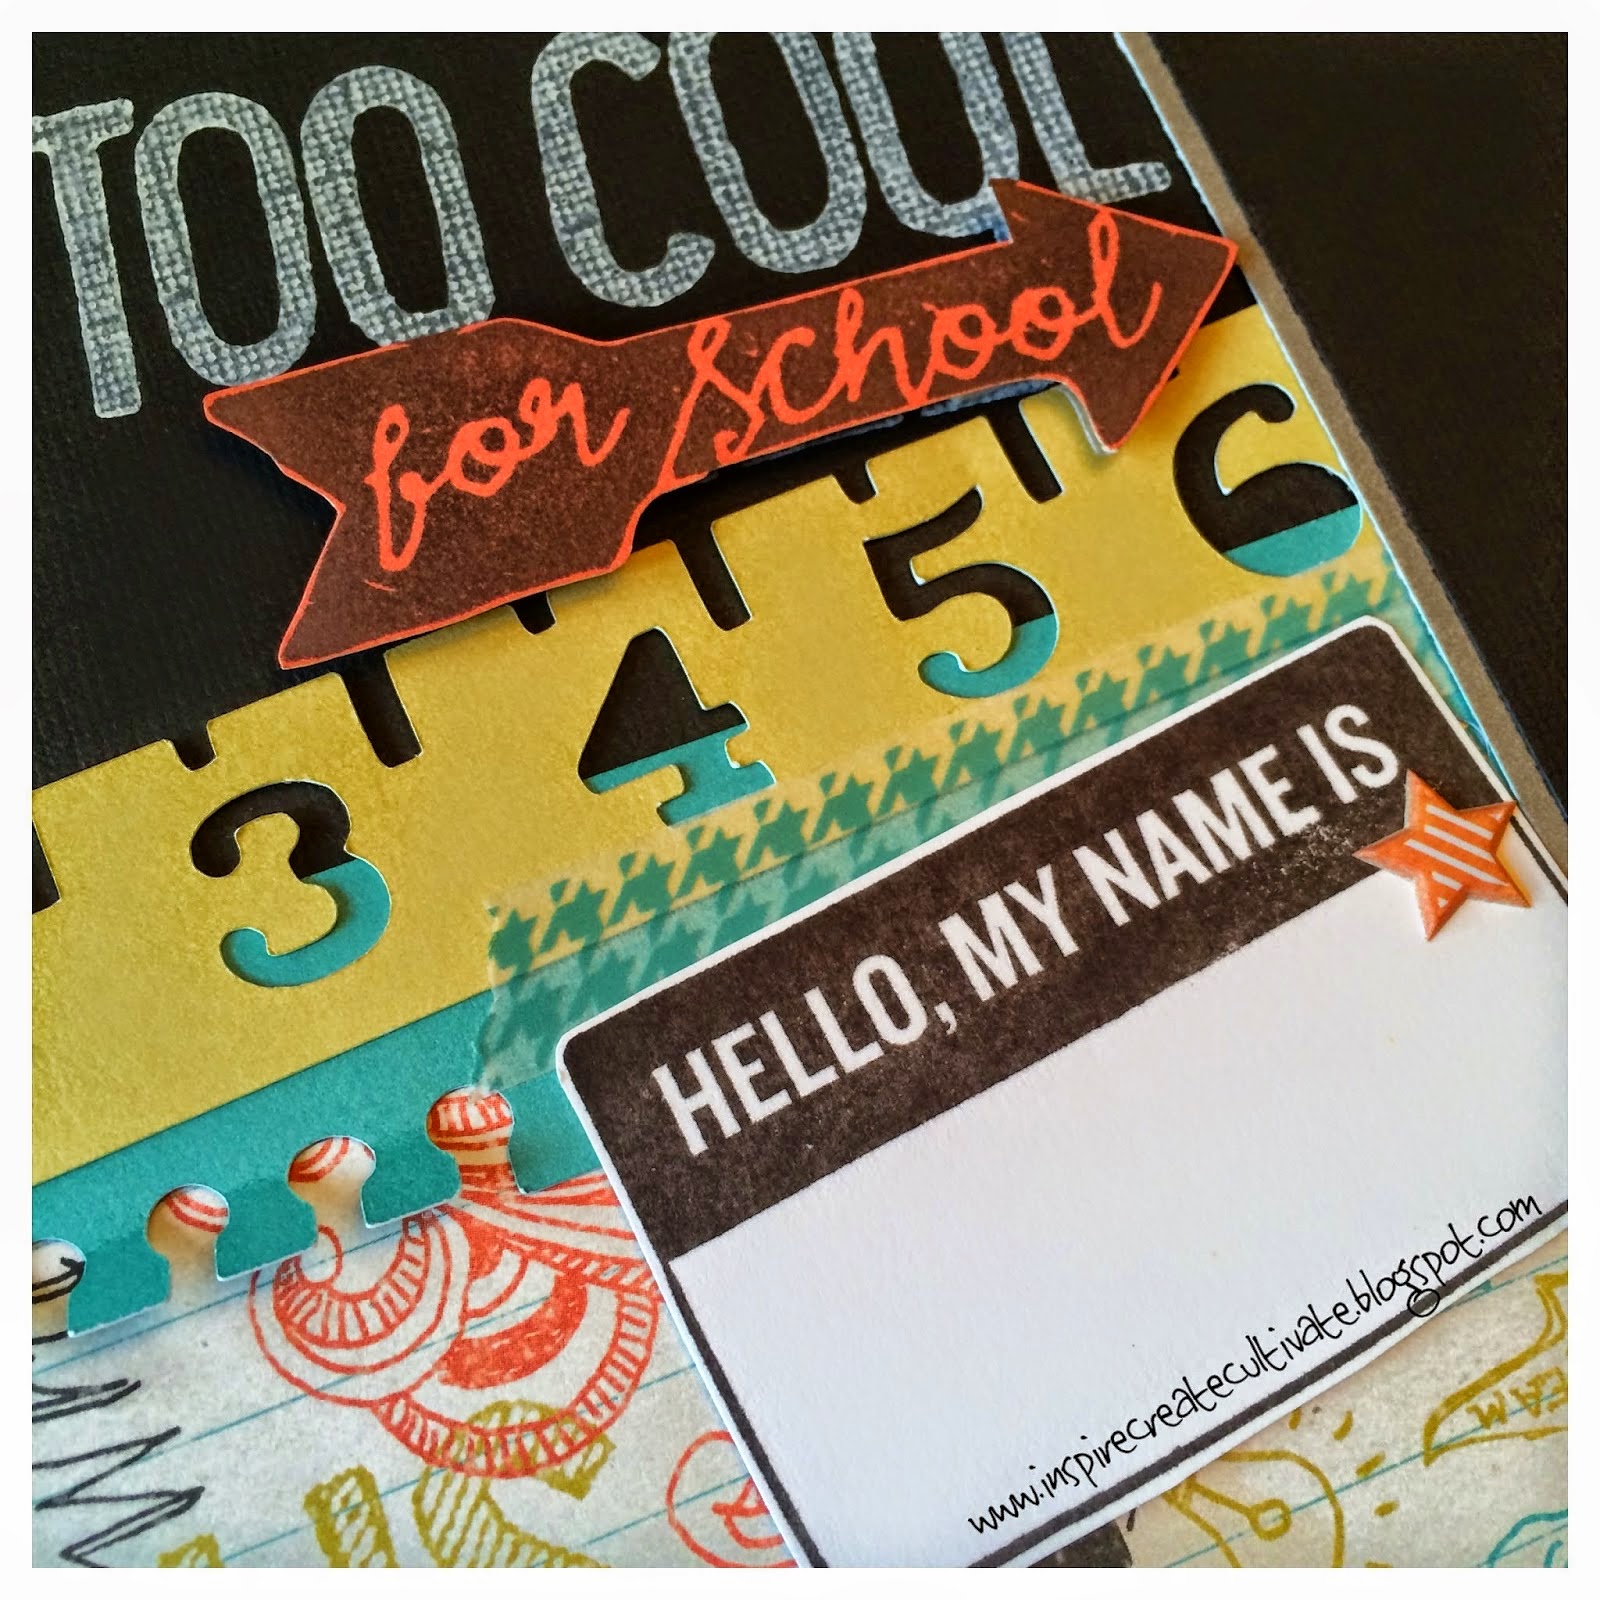 TOO COOL
for school
3 4 5 6
HELLO, MY NAME IS
www.inspirecreatecultivate.blogspot.com